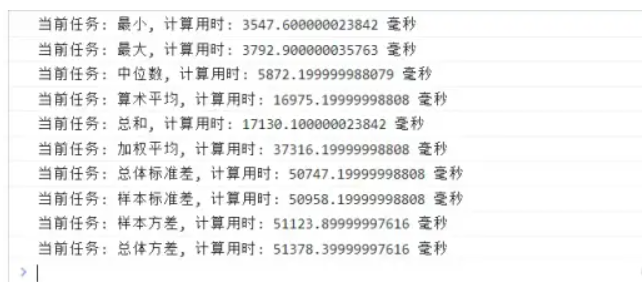 当前任务: 最小, 计算用时: 3547.600000023842 毫秒
当前任务: 最大, 计算用时: 3792.900000035763 毫秒
当前任务: 中位数, 计算用时: 5872.199999988079 毫秒
当前任务: 算术平均, 计算用时: 16975.19999998808 毫秒
当前任务: 总和, 计算用时: 17130.100000023842 毫秒
当前任务: 加权平均, 计算用时: 37316.19999998808 毫秒
当前任务: 总体标准差, 计算用时: 50747.19999998808 毫秒
当前任务: 样本标准差, 计算用时: 50958.19999998808 毫秒
当前任务: 样本方差, 计算用时: 51123.89999997616 毫秒
当前任务: 总体方差, 计算用时: 51378.39999997616 毫秒
>